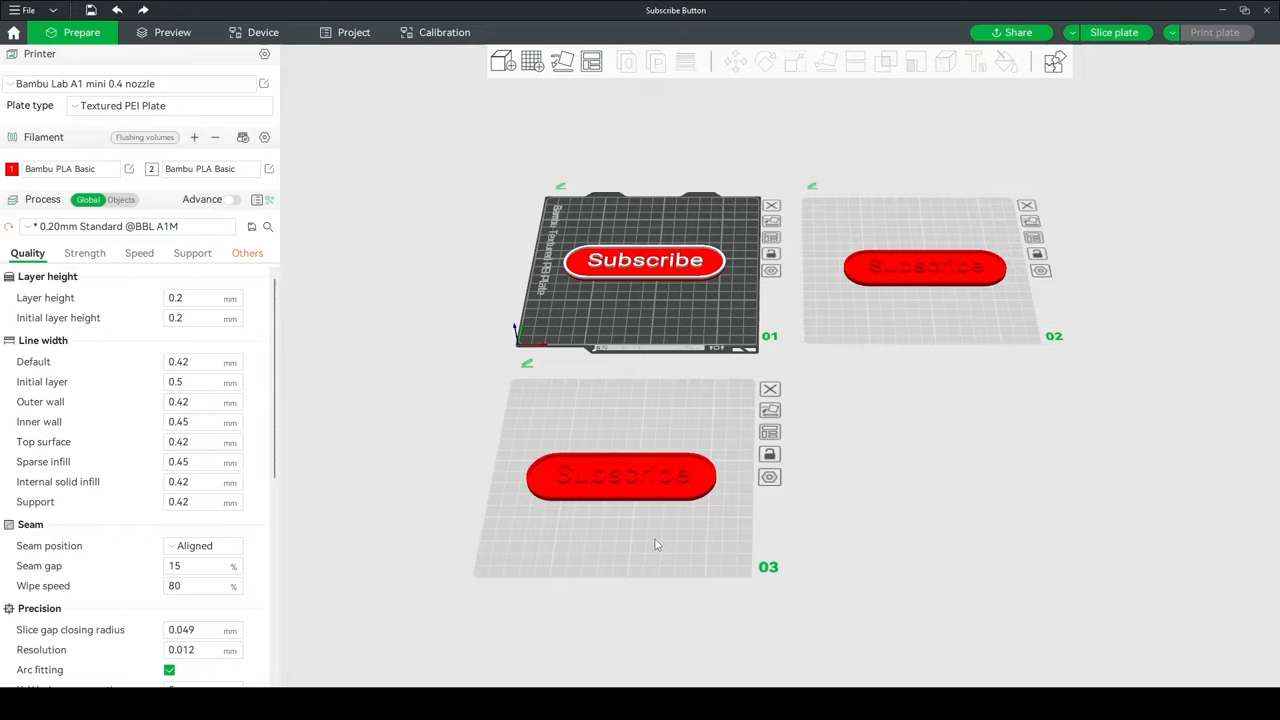 File
Subscribe Button
Prepare
Preview
Device
Project
Calibration
Share
Slice plate
Print plate
Printer
Bambu Lab A1 mini 0.4 nozzle
Plate type
Textured PEI Plate
Filament
Flushing volumes
1
Bambu PLA Basic
2
Bambu PLA Basic
Process
Global
Objects
Advance
* 0.20mm Standard @BBL A1M
Quality
Strength
Speed
Support
Others
Layer height
Layer height
0.2
mm
Initial layer height
0.2
mm
Line width
Default
0.42
mm
Initial layer
0.5
mm
Outer wall
0.42
mm
Inner wall
0.45
mm
Top surface
0.42
mm
Sparse infill
0.45
mm
Internal solid infill
0.42
mm
Support
0.42
mm
Seam
Seam position
Aligned
Seam gap
15
%
Wipe speed
80
%
Precision
Slice gap closing radius
0.049
mm
Resolution
0.012
mm
Arc fitting
Bambu Textured PEI Plate
Subscribe
01
Subscribe
02
Subscribe
03